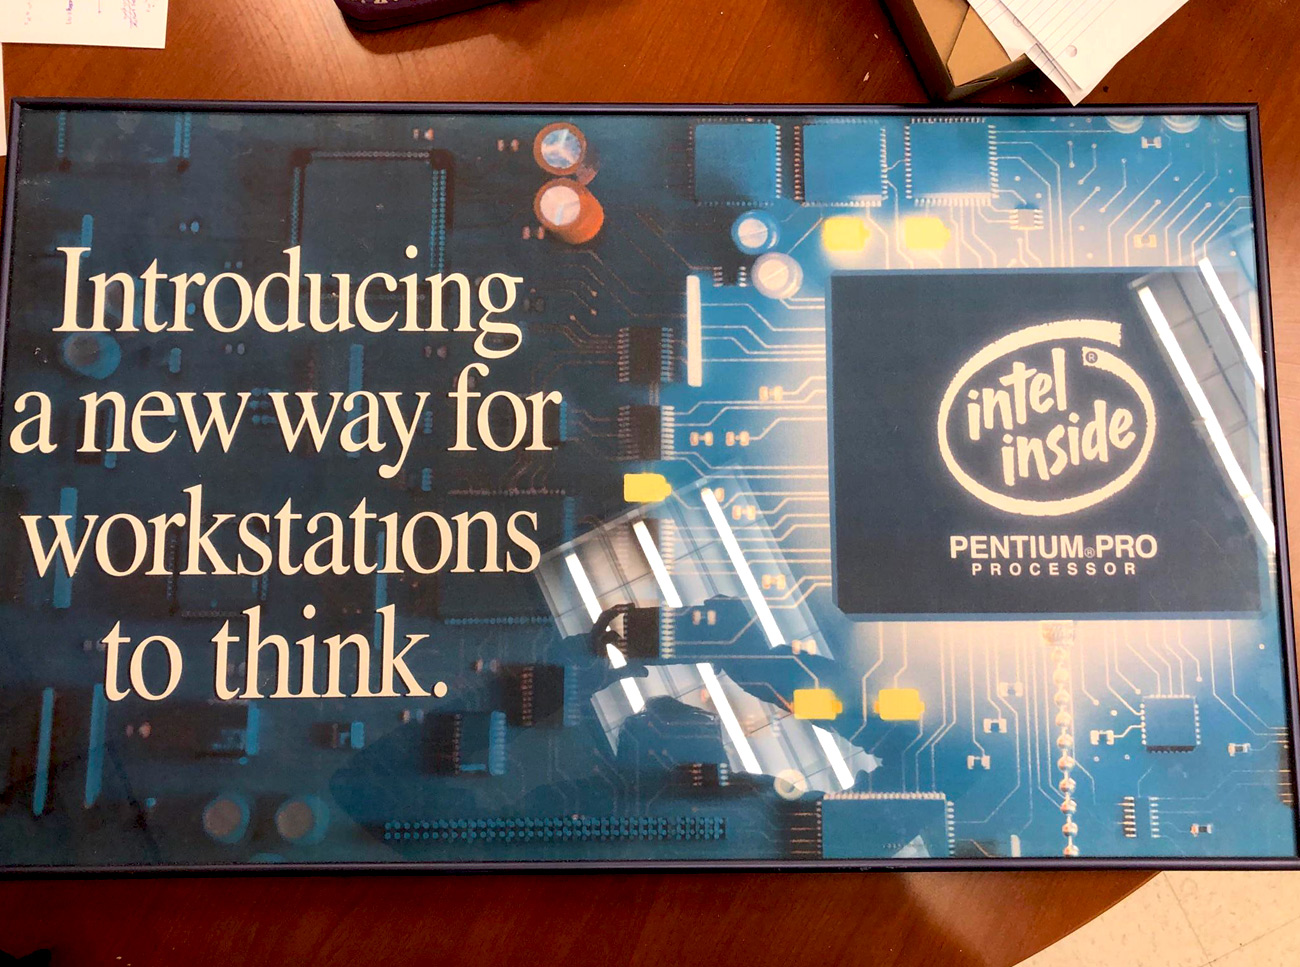 Introducing
a new way for
workstations
to think.
intel
inside
®
PENTIUM® PRO
PROCESSOR